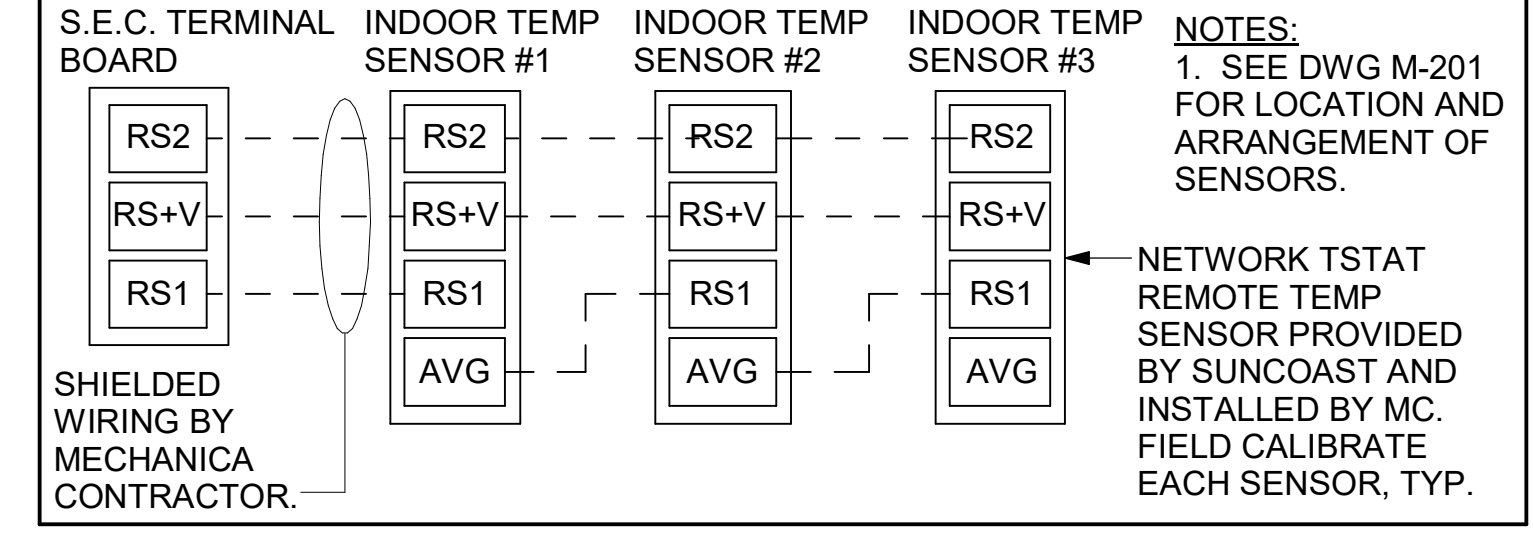 S.E.C. TERMINAL
BOARD
RS2
RS+V
RS1
INDOOR TEMP
SENSOR #1
RS2
RS+V
RS1
AVG
INDOOR TEMP
SENSOR #2
RS2
RS+V
RS1
AVG
INDOOR TEMP
SENSOR #3
RS2
RS+V
RS1
AVG
NOTES:
1. SEE DWG M-201
FOR LOCATION AND
ARRANGEMENT OF
SENSORS.
NETWORK TSTAT
REMOTE TEMP
SENSOR PROVIDED
BY SUNCOAST AND
INSTALLED BY MC.
FIELD CALIBRATE
EACH SENSOR, TYP.
SHIELDED
WIRING BY
MECHANICA
CONTRACTOR.